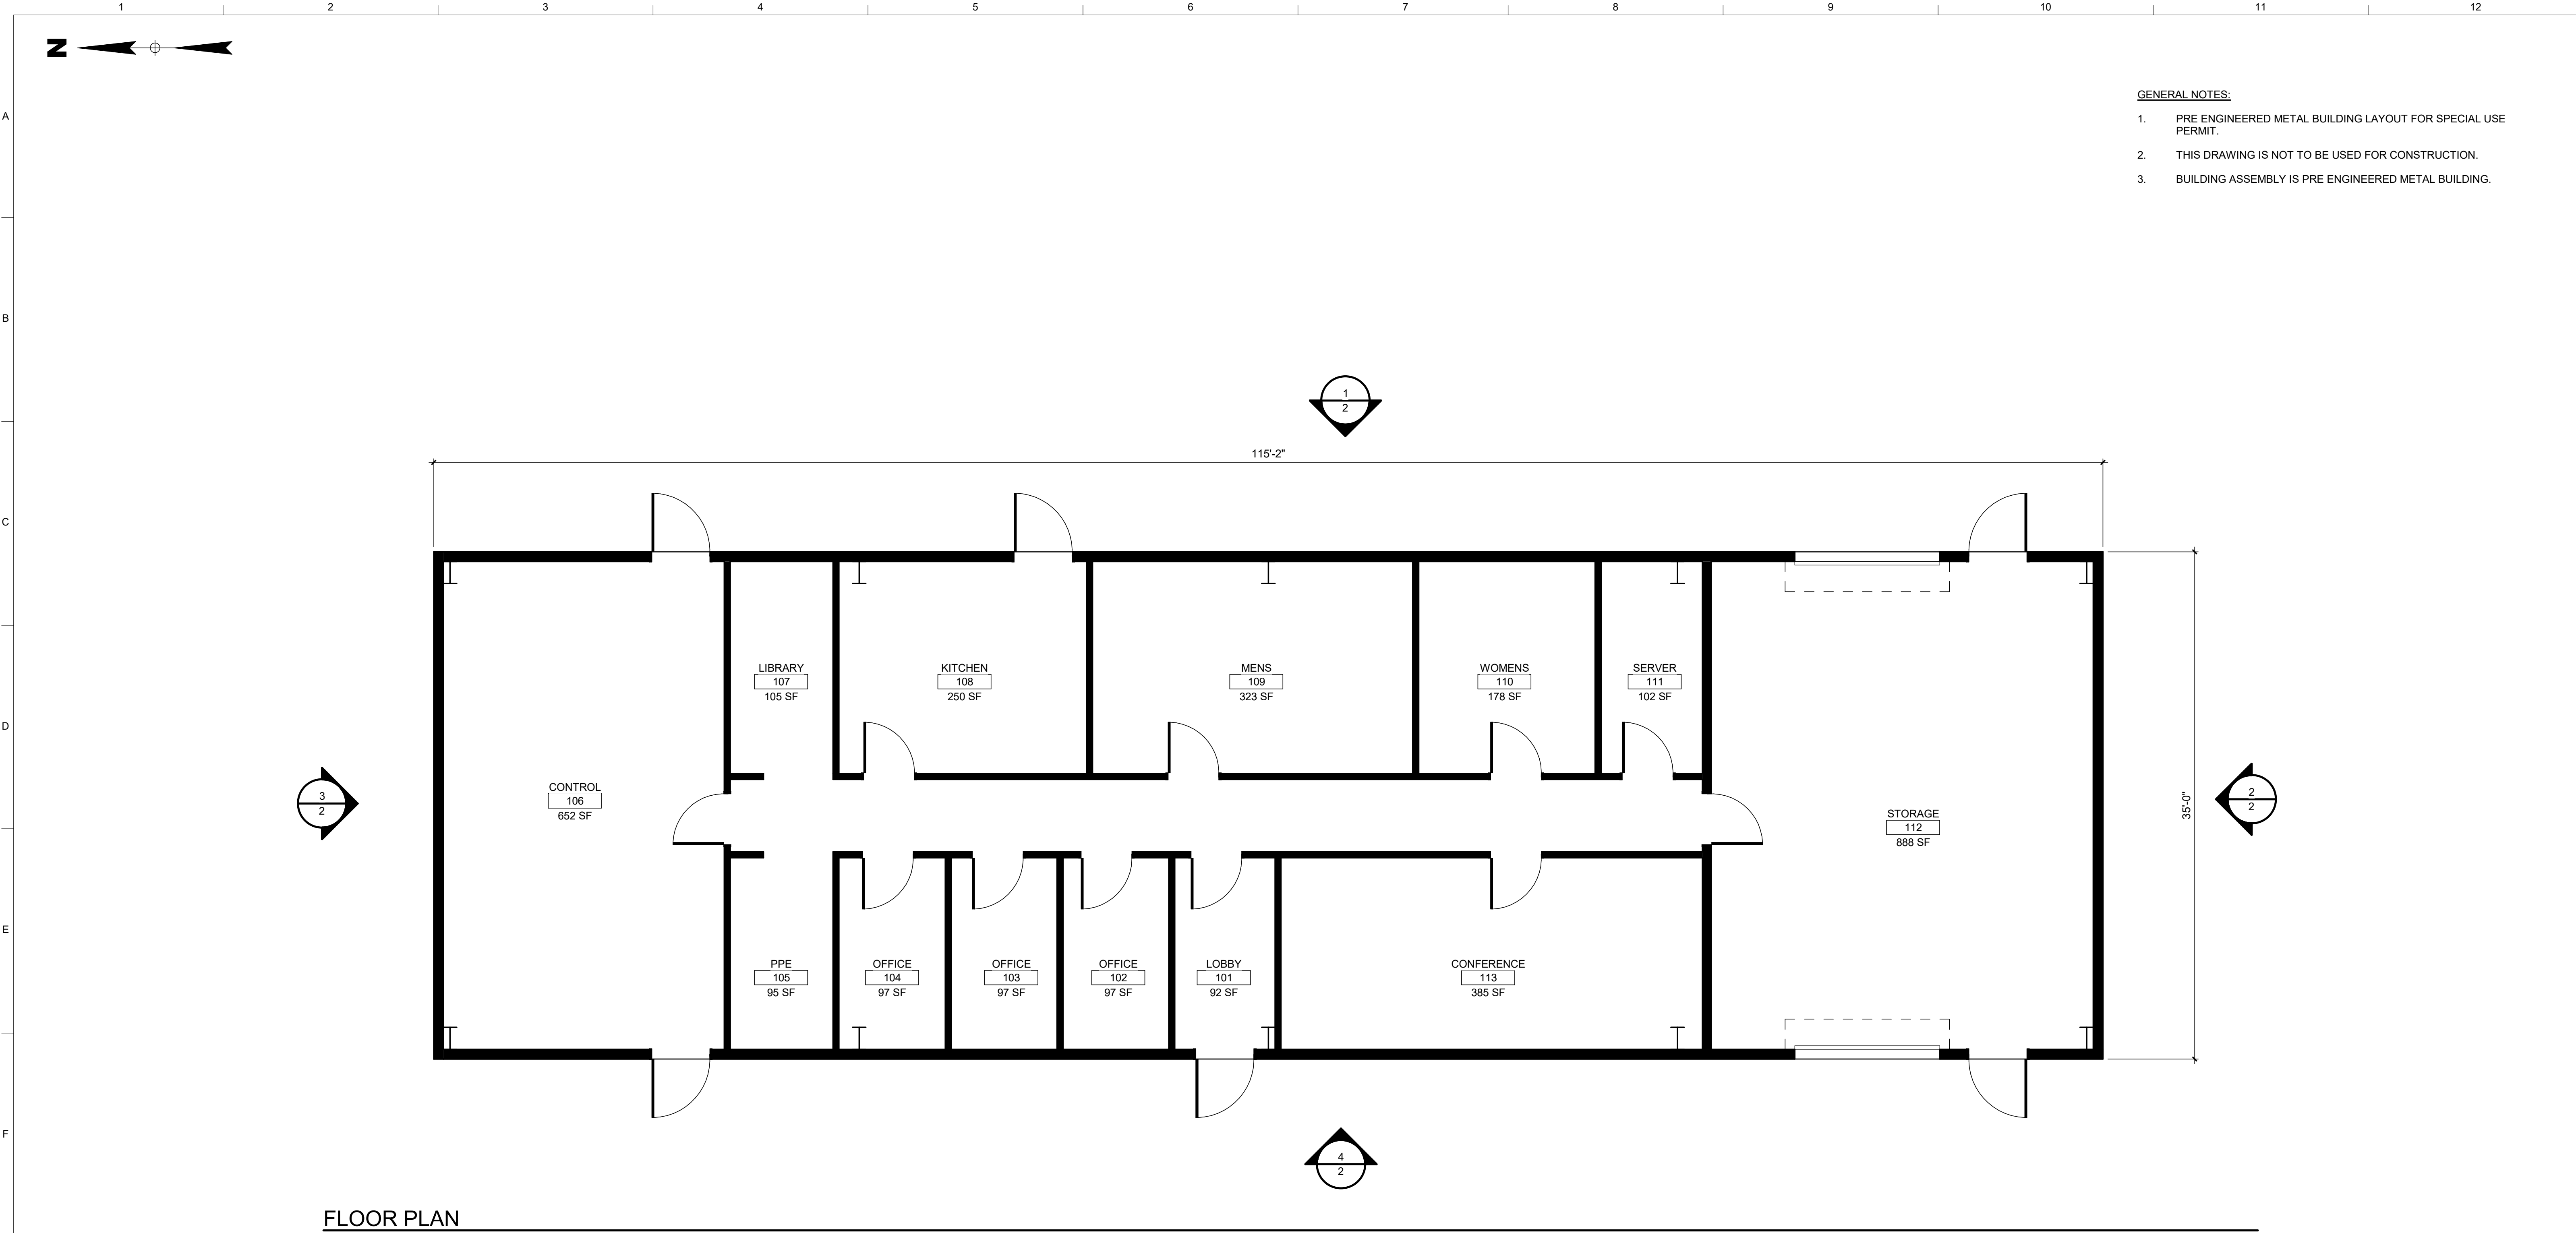 1 2 3 4 5 6 7 8 9 10 11 12
N
A
GENERAL NOTES:
1. PRE ENGINEERED METAL BUILDING LAYOUT FOR SPECIAL USE
PERMIT.
2. THIS DRAWING IS NOT TO BE USED FOR CONSTRUCTION.
3. BUILDING ASSEMBLY IS PRE ENGINEERED METAL BUILDING.
B
1
2
115'-2"
C
LIBRARY
107
105 SF
KITCHEN
108
250 SF
MENS
109
323 SF
WOMENS
110
178 SF
SERVER
111
102 SF
D
3
2
CONTROL
106
652 SF
STORAGE
112
888 SF
35'-0"
2
2
E
PPE
105
95 SF
OFFICE
104
97 SF
OFFICE
103
97 SF
OFFICE
102
97 SF
LOBBY
101
92 SF
CONFERENCE
113
385 SF
F
4
2
FLOOR PLAN